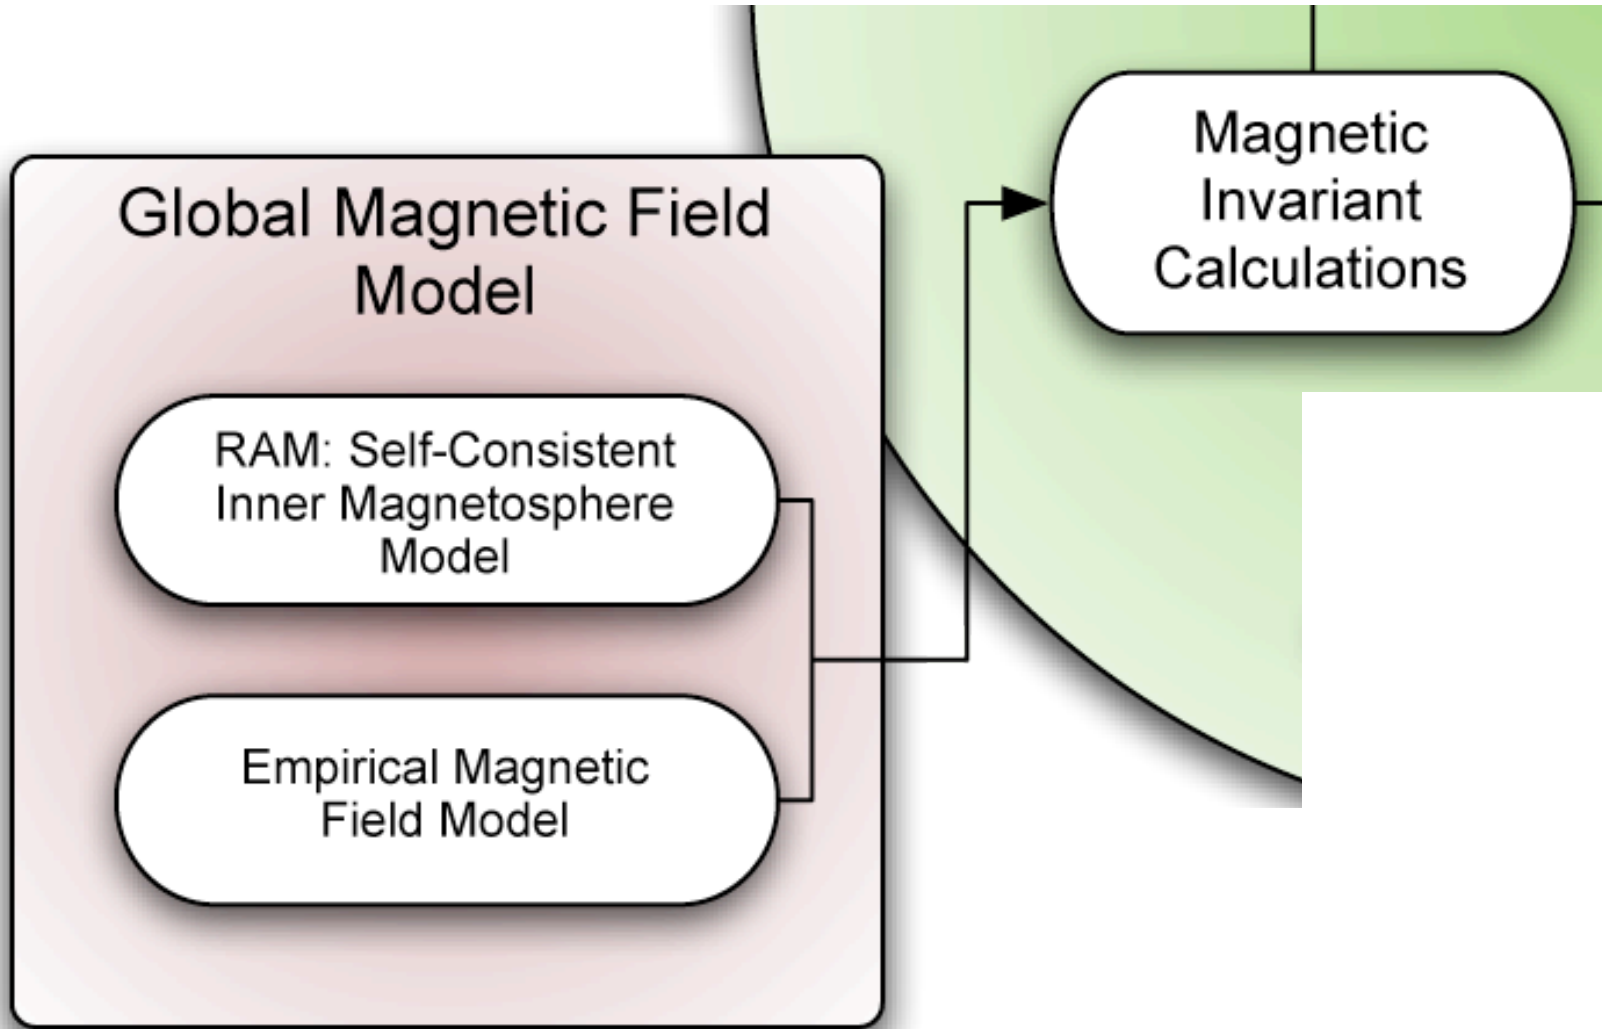 Global Magnetic Field
Model
RAM: Self-Consistent
Inner Magnetosphere
Model
Empirical Magnetic
Field Model
Magnetic
Invariant
Calculations